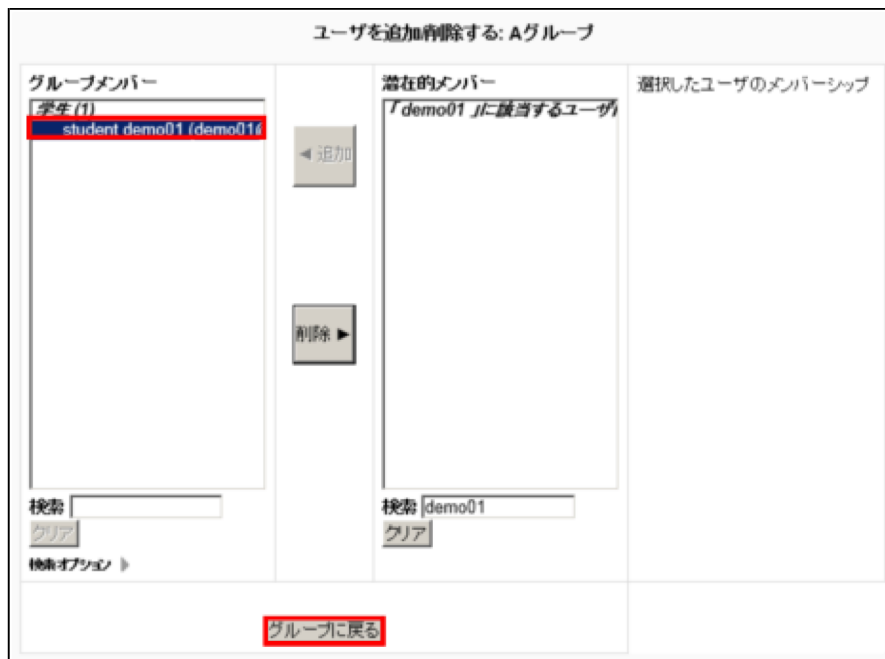 ユーザを追加/削除する: Aグループ
グループメンバー
学生 (1)
student demo01 (demo01@
◄ 追加
削除 ►
検索
クリア
検索オプション
潜在的メンバー
「demo01 」に該当するユーザ
検索 demo01
クリア
選択したユーザのメンバーシップ
グループに戻る